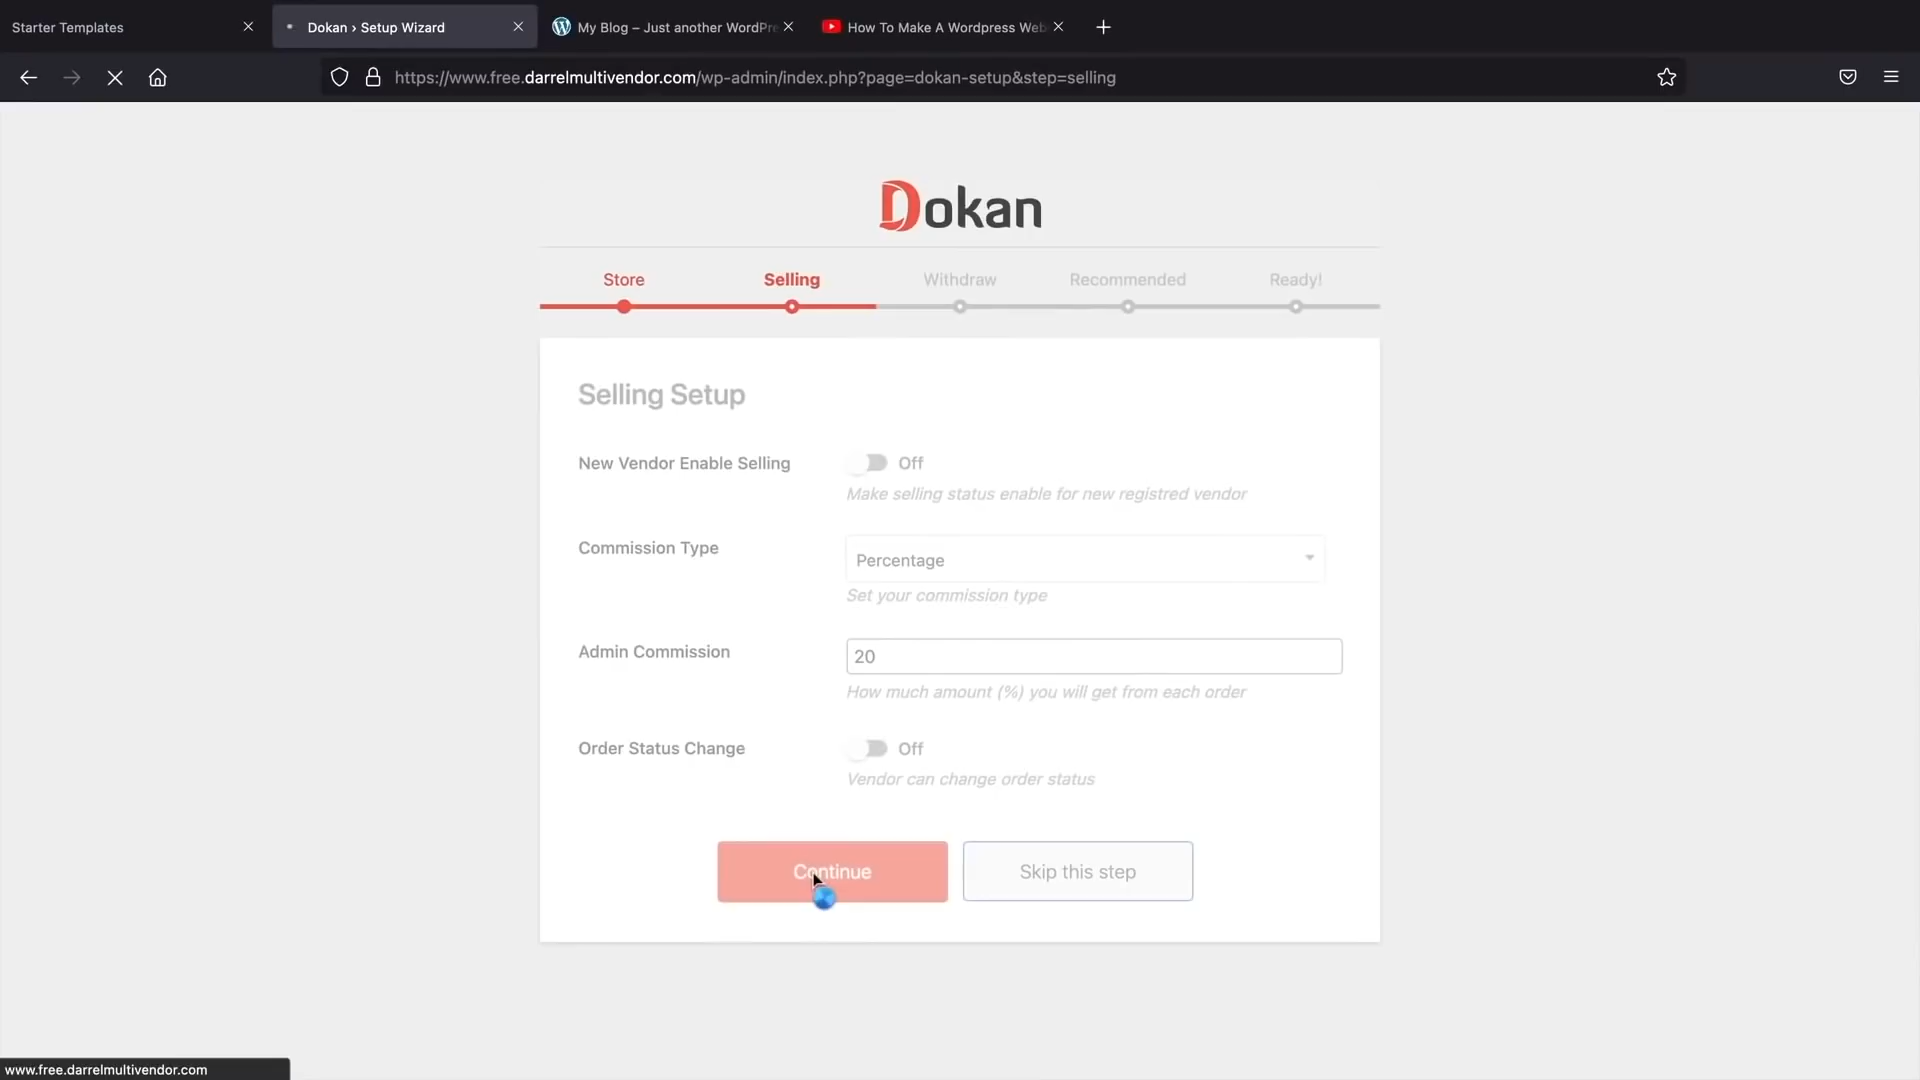 Starter Templates
Dokan › Setup Wizard
My Blog – Just another WordPre
How To Make A Wordpress Web
https://www.free.darrelmultivendor.com/wp-admin/index.php?page=dokan-setup&step=selling
Dokan
Store
Selling
Withdraw
Recommended
Ready!
Selling Setup
New Vendor Enable Selling
Off
Make selling status enable for new registred vendor
Commission Type
Percentage
Set your commission type
Admin Commission
20
How much amount (%) you will get from each order
Order Status Change
Off
Vendor can change order status
Continue
Skip this step
www.free.darrelmultivendor.com